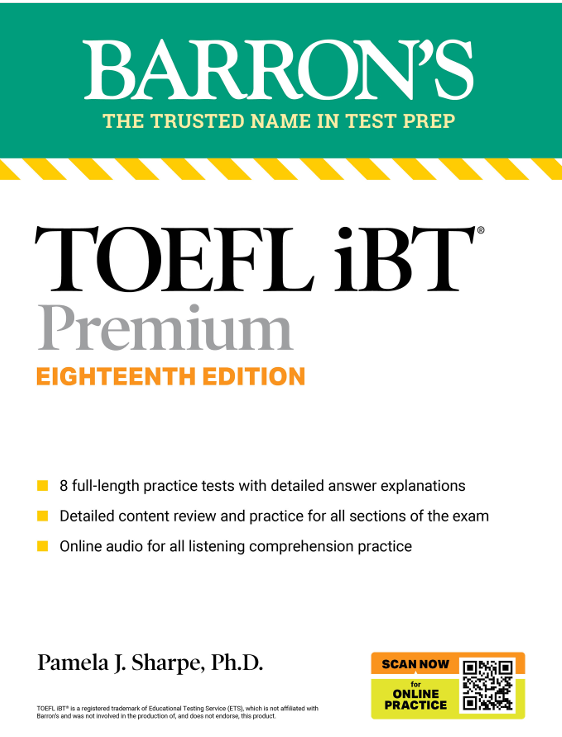 BARRON'S
THE TRUSTED NAME IN TEST PREP
TOEFL iBT®
Premium
EIGHTEENTH EDITION
8 full-length practice tests with detailed answer explanations
Detailed content review and practice for all sections of the exam
Online audio for all listening comprehension practice
Pamela J. Sharpe, Ph.D.
SCAN NOW
for
ONLINE
PRACTICE
TOEFL iBT® is a registered trademark of Educational Testing Service (ETS), which is not affiliated with
Barron's and was not involved in the production of, and does not endorse, this product.